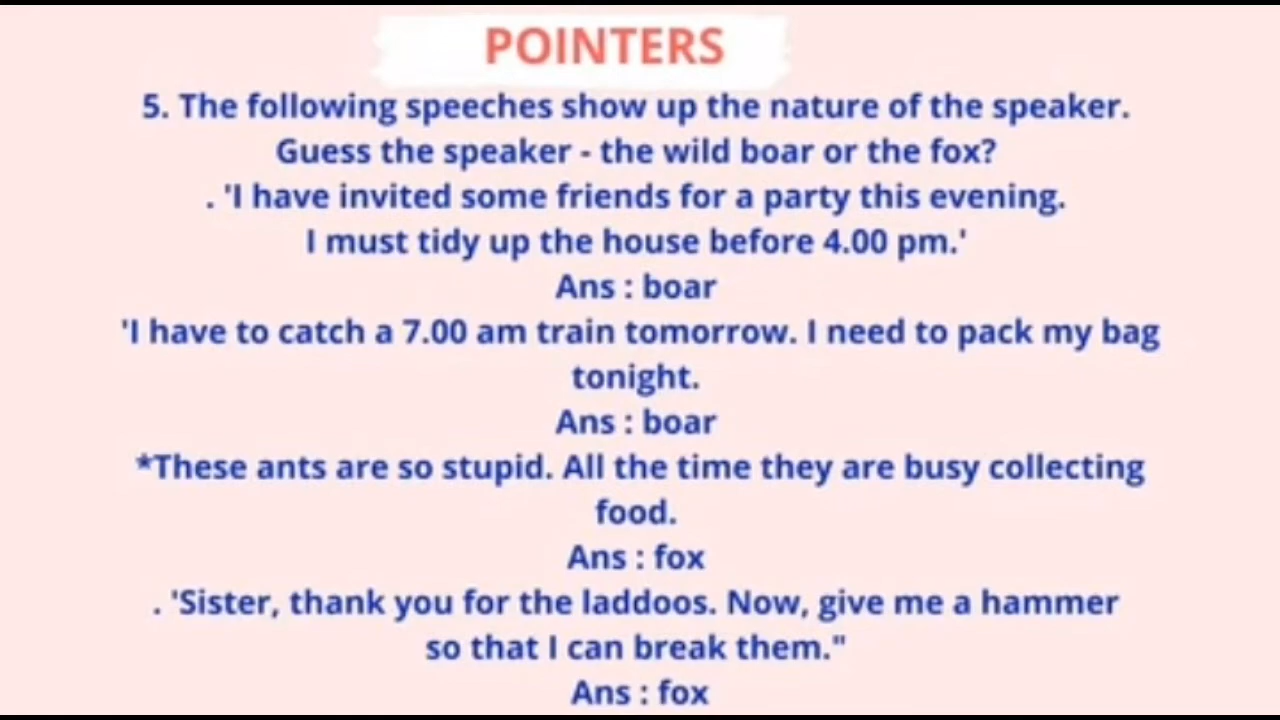 POINTERS
5. The following speeches show up the nature of the speaker.
Guess the speaker - the wild boar or the fox?
. 'I have invited some friends for a party this evening.
I must tidy up the house before 4.00 pm.'
Ans : boar
'I have to catch a 7.00 am train tomorrow. I need to pack my bag
tonight.
Ans : boar
*These ants are so stupid. All the time they are busy collecting
food.
Ans : fox
. 'Sister, thank you for the laddoos. Now, give me a hammer
so that I can break them."
Ans : fox